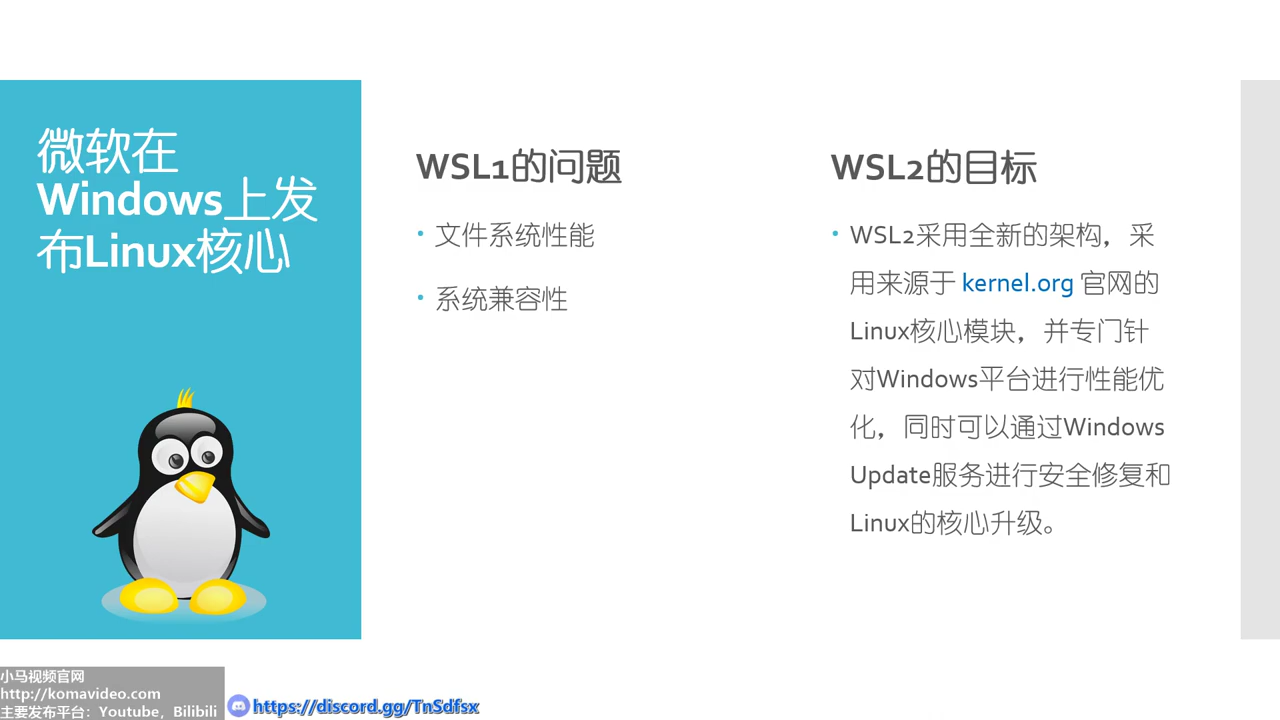 微软在
Windows上发
布Linux核心
WSL1的问题
• 文件系统性能
• 系统兼容性
WSL2的目标
• WSL2采用全新的架构，采
用来源于 kernel.org 官网的
Linux核心模块，并专门针
对Windows平台进行性能优
化，同时可以通过Windows
Update服务进行安全修复和
Linux的核心升级。
小马视频官网
http://komavideo.com
主要发布平台：Youtube，Bilibili
https://discord.gg/TnSdfsx